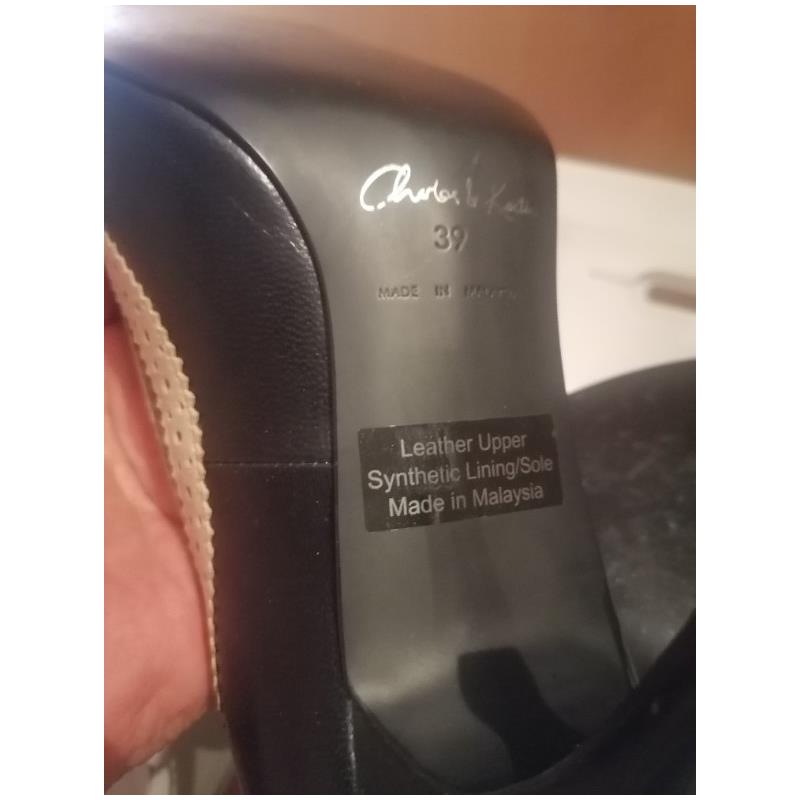 Charles & Keith
39
MADE IN
Leather Upper
Synthetic Lining/Sole
Made in Malaysia